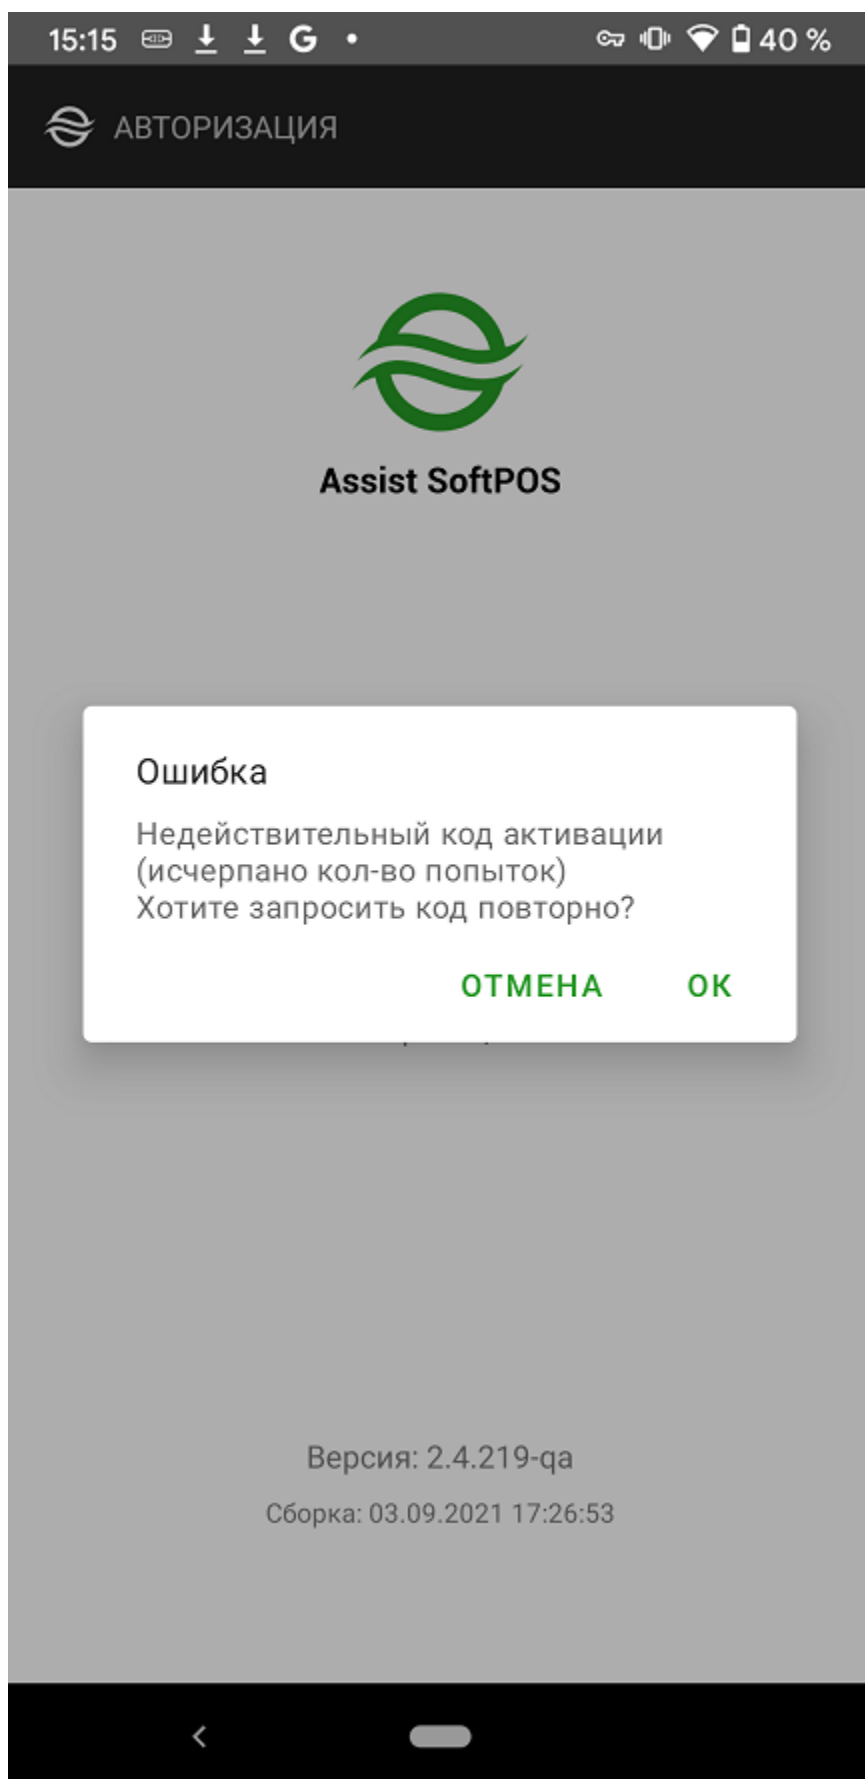 15:15 G 40 %
АВТОРИЗАЦИЯ
Assist SoftPOS
Ошибка
Недействительный код активации
(исчерпано кол-во попыток)
Хотите запросить код повторно?
ОТМЕНА ОК
Версия: 2.4.219-qa
Сборка: 03.09.2021 17:26:53